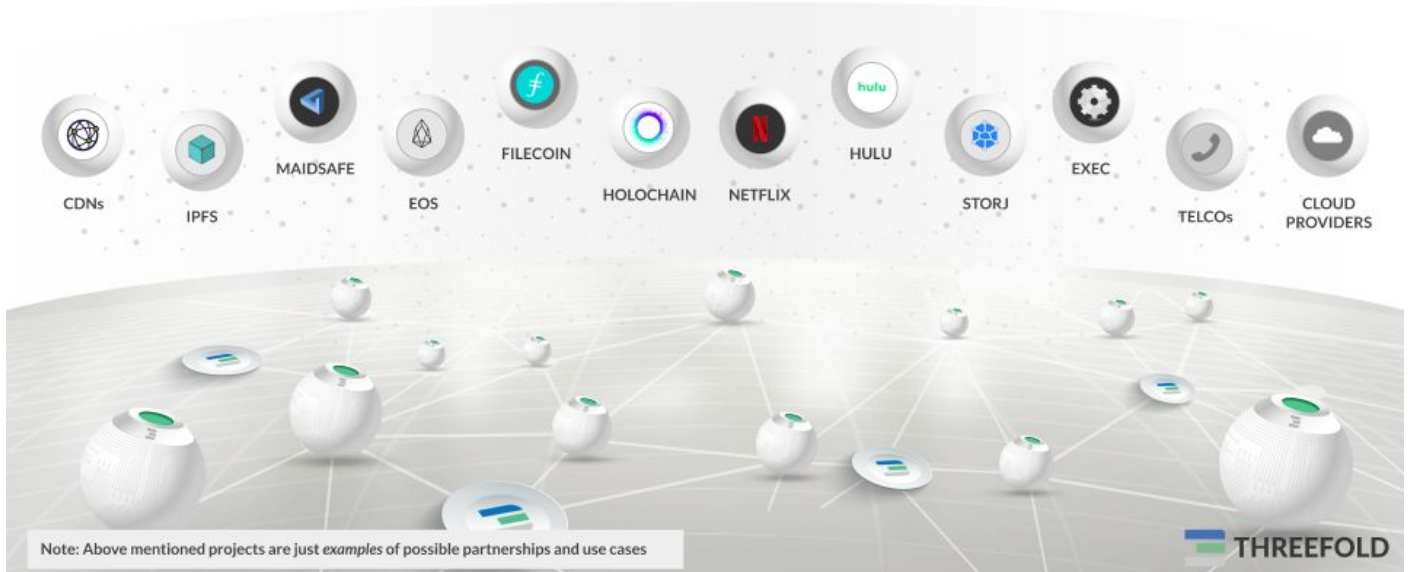 CDNs
IPFS
MAIDSAFE
EOS
FILECOIN
HOLOCHAIN
NETFLIX
N
HULU
hulu
STORJ
EXEC
TELCOs
CLOUD
PROVIDERS
Note: Above mentioned projects are just examples of possible partnerships and use cases
THREEFOLD